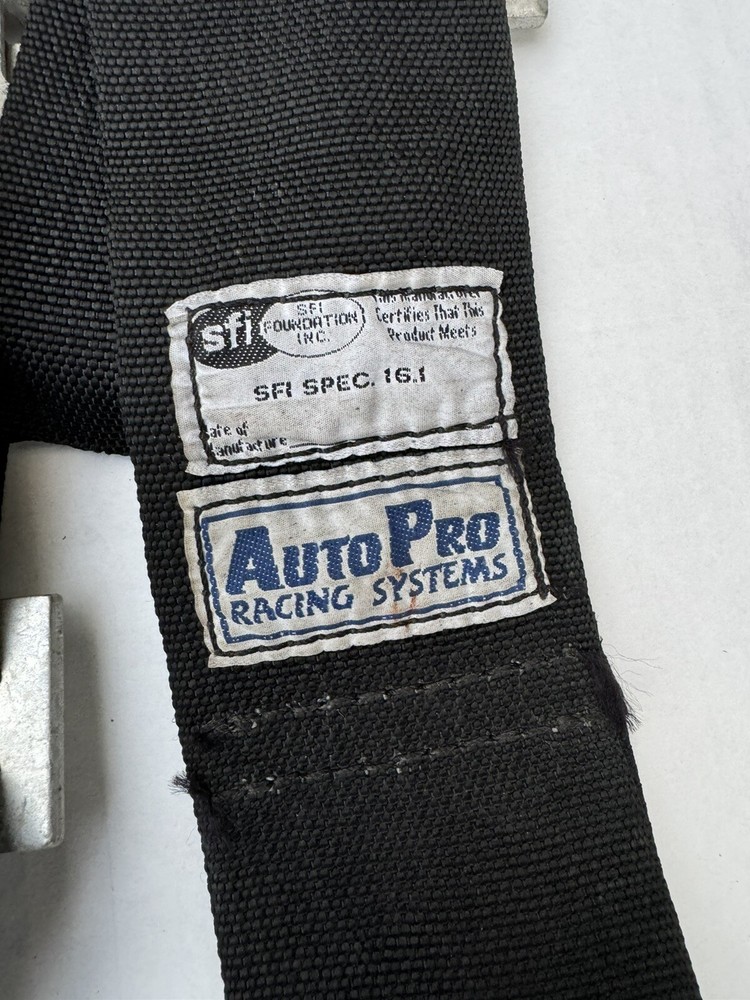 sfi
SFI
FOUNDATION
INC.
This Manufacturer
Certifies That This
Product Meets
SFI SPEC. 16.1
Date of
Manufacture
AUTO PRO
RACING SYSTEMS